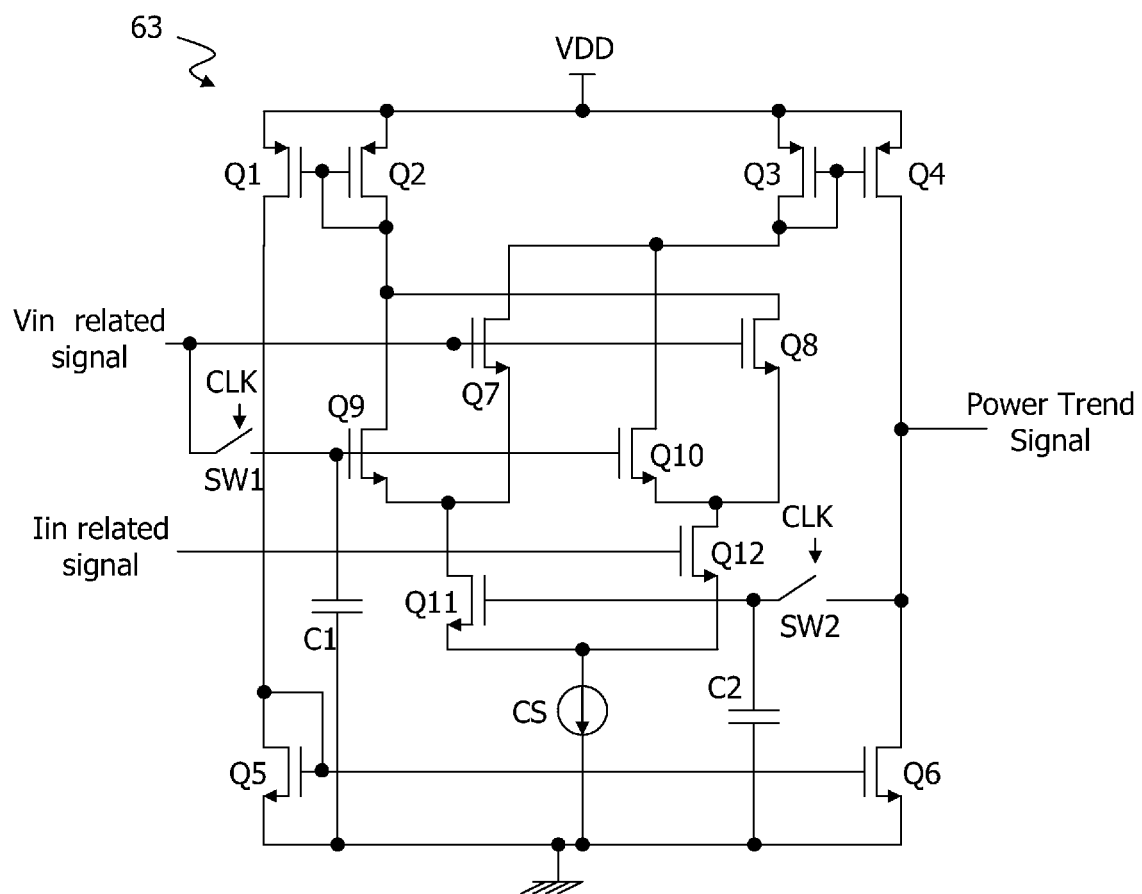 63
VDD
Q1
Q2
Q3
Q4
Vin related
signal
Q8
CLK
Q7
Q9
Power Trend
Signal
SW1
Q10
Iin related
signal
CLK
Q12
Q11
SW2
C1
C2
CS
Q5
Q6